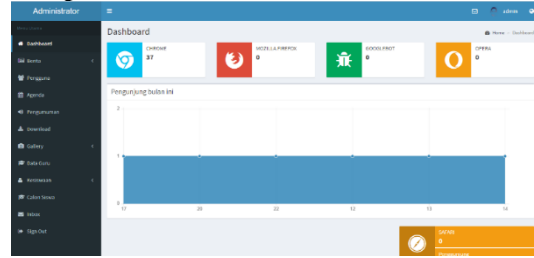 Administrator
admin
Dashboard
Home > Dashboard
Dashboard
CHROME
37
MOZILLA FIREFOX
0
GOOGLEBOT
0
OPERA
0
Berita
Pengguna
Agenda
Pengumuman
Download
Gallery
Data Guru
Kesiswaan
Calon Siswa
Inbox
Sign Out
Pengunjung bulan ini
2
1
0
17
20
23
12
13
14
SAFARI
0
Pengunjung